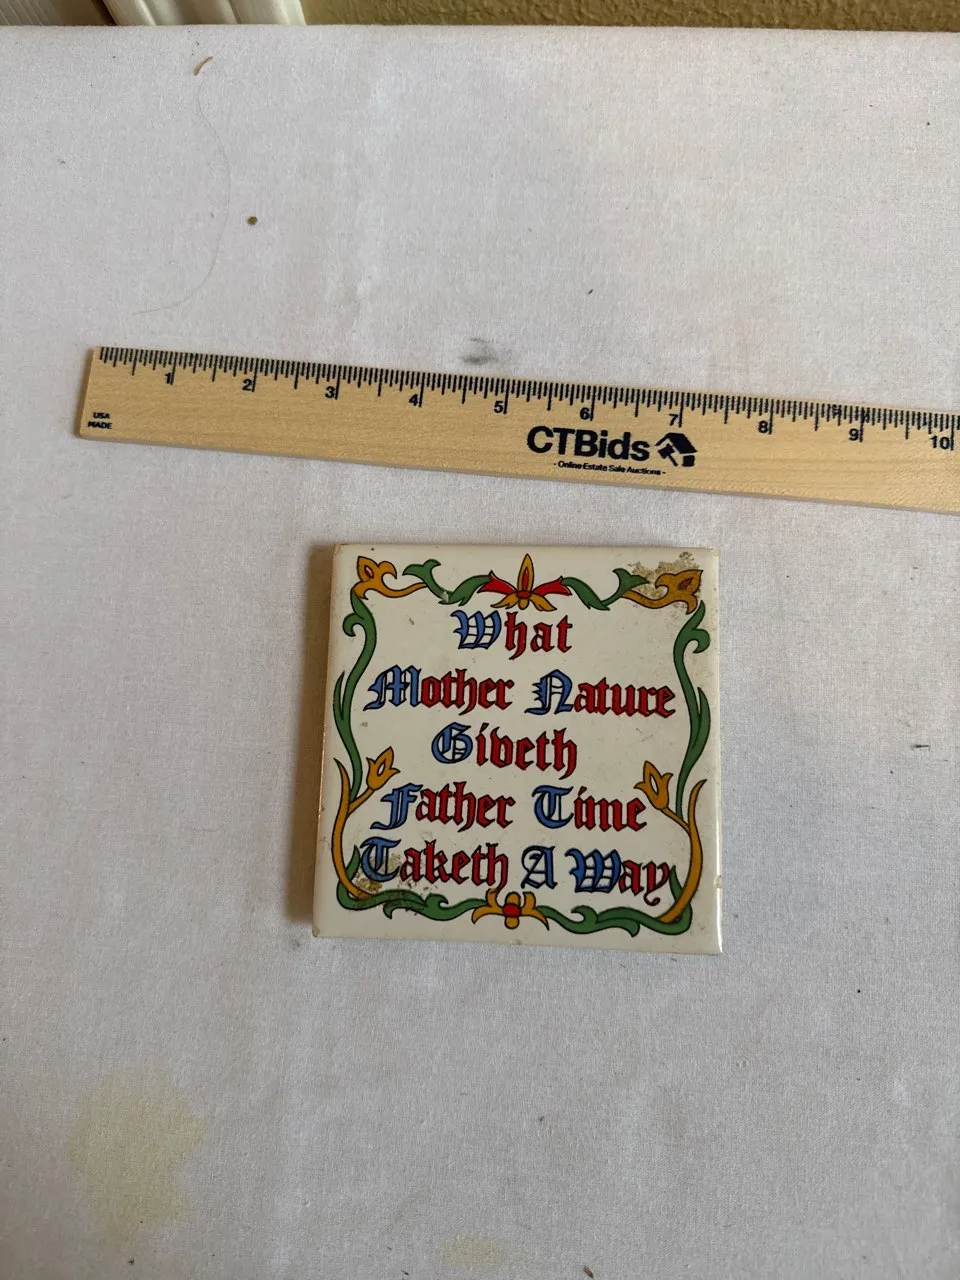 1 2 3 4 5 6 7 8 9 10
USA
MADE
CTBids
- Online Estate Sale Auctions -
What
Mother Nature
Giveth
Father Time
Taketh A Way